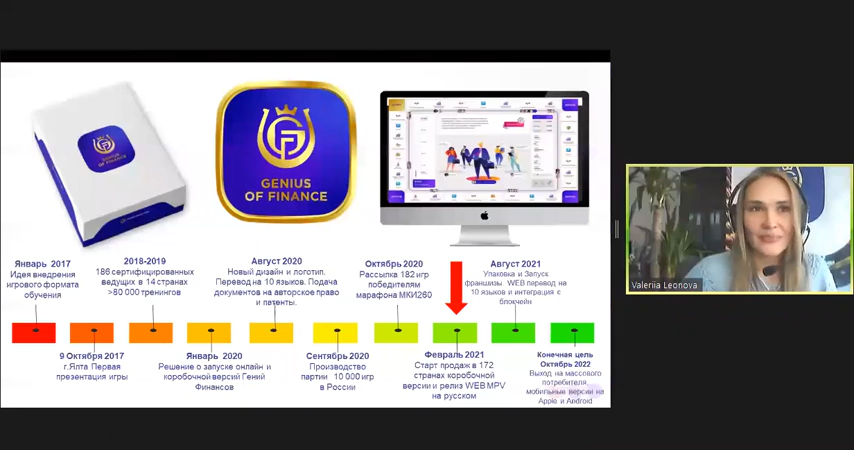 GENIUS
OF FINANCE
GENIUS
OF FINANCE
Январь 2017
Идея внедрения
игрового формата
обучения
2018-2019
186 сертифицированных
ведущих в 14 странах
>80 000 тренингов
Август 2020
Новый дизайн и логотип.
Перевод на 10 языков. Подача
документов на авторское право
и патенты.
Октябрь 2020
Рассылка 182 игр
победителям
марафона МКИ260
Август 2021
Упаковка и Запуск
франшизы. WEB перевод на
10 языков и интеграция с
блокчейн
9 Октября 2017
г.Ялта Первая
презентация игры
Январь 2020
Решение о запуске онлайн и
коробочной версий Гений
Финансов
Сентябрь 2020
Производство
партии 10 000 игр
в России
Февраль 2021
Старт продаж в 172
странах коробочной
версии и релиз WEB MPV
на русском
Конечная цель
Октябрь 2022
Выход на массового
потребителя,
мобильные версии на
Apple и Android
Valeriia Leonova